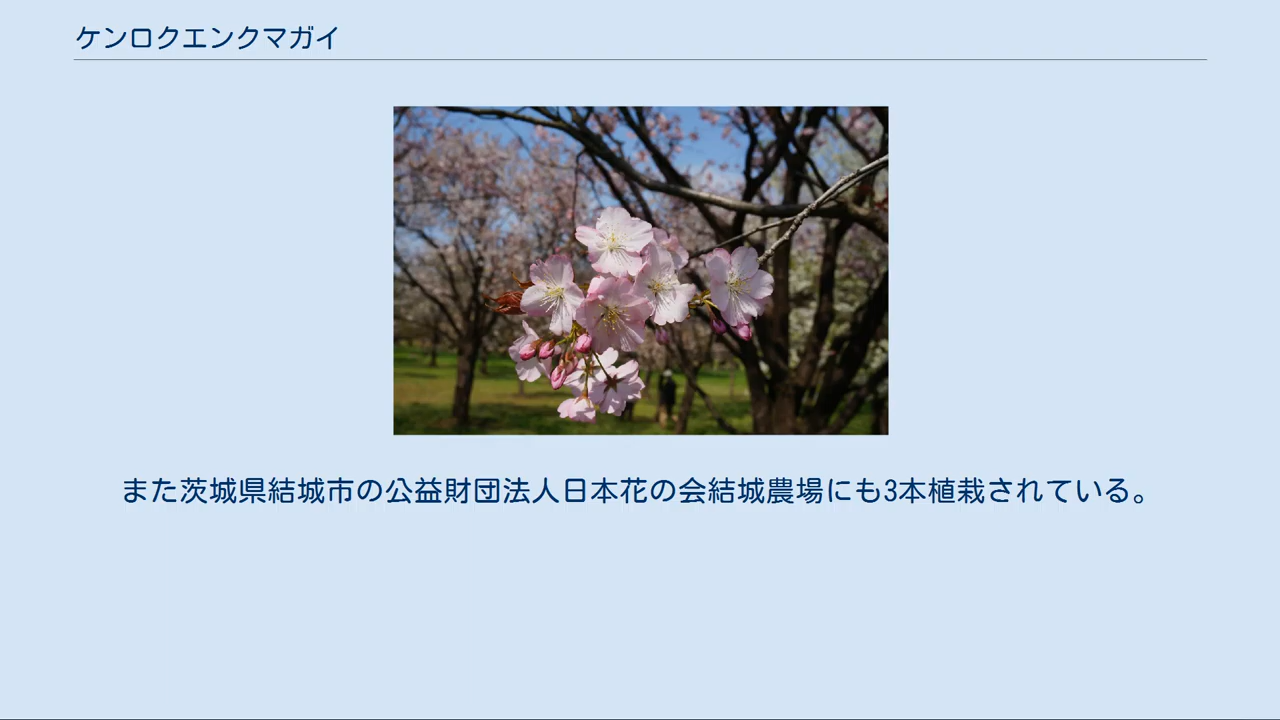 ケンロクエンクマガイ
また茨城県結城市の公益財団法人日本花の会結城農場にも3本植栽されている。